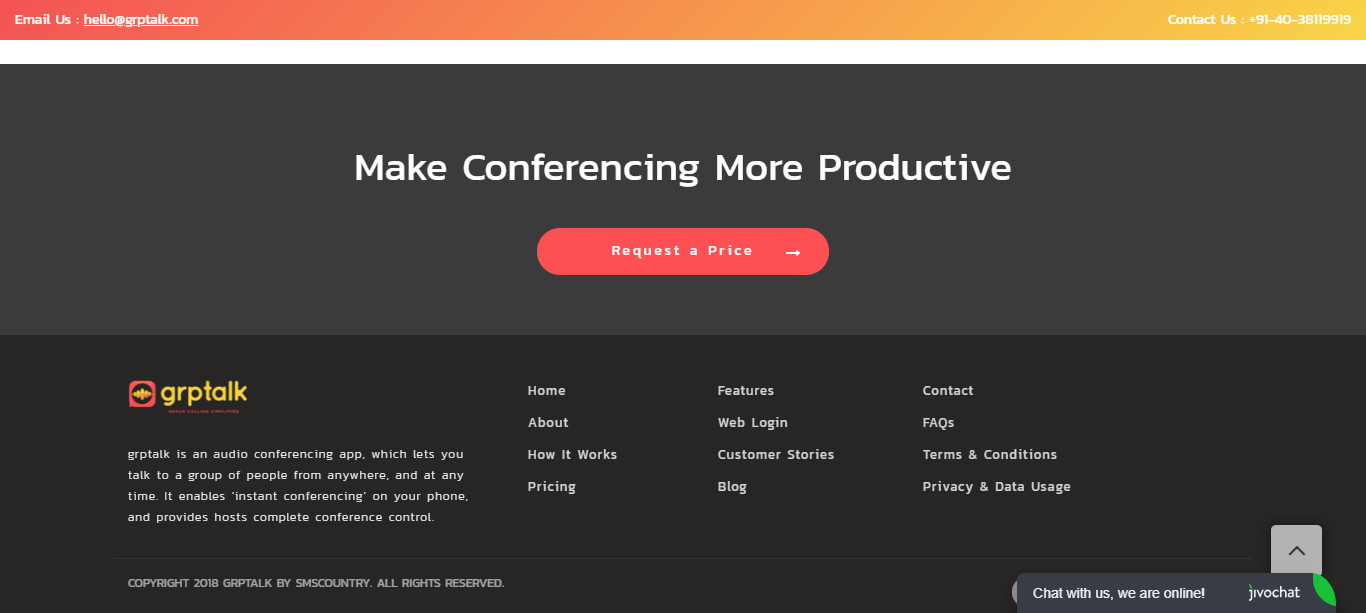 Email Us : hello@grptalk.com
Contact Us : +91-40-38119919
Make Conferencing More Productive
Request a Price
grptalk
GROUP CALLING SIMPLIFIED
grptalk is an audio conferencing app, which lets you
talk to a group of people from anywhere, and at any
time. It enables 'instant conferencing' on your phone,
and provides hosts complete conference control.
Home
About
How It Works
Pricing
Features
Web Login
Customer Stories
Blog
Contact
FAQs
Terms & Conditions
Privacy & Data Usage
COPYRIGHT 2018 GRPTALK BY SMSCOUNTRY. ALL RIGHTS RESERVED.
Chat with us, we are online!
jivochat